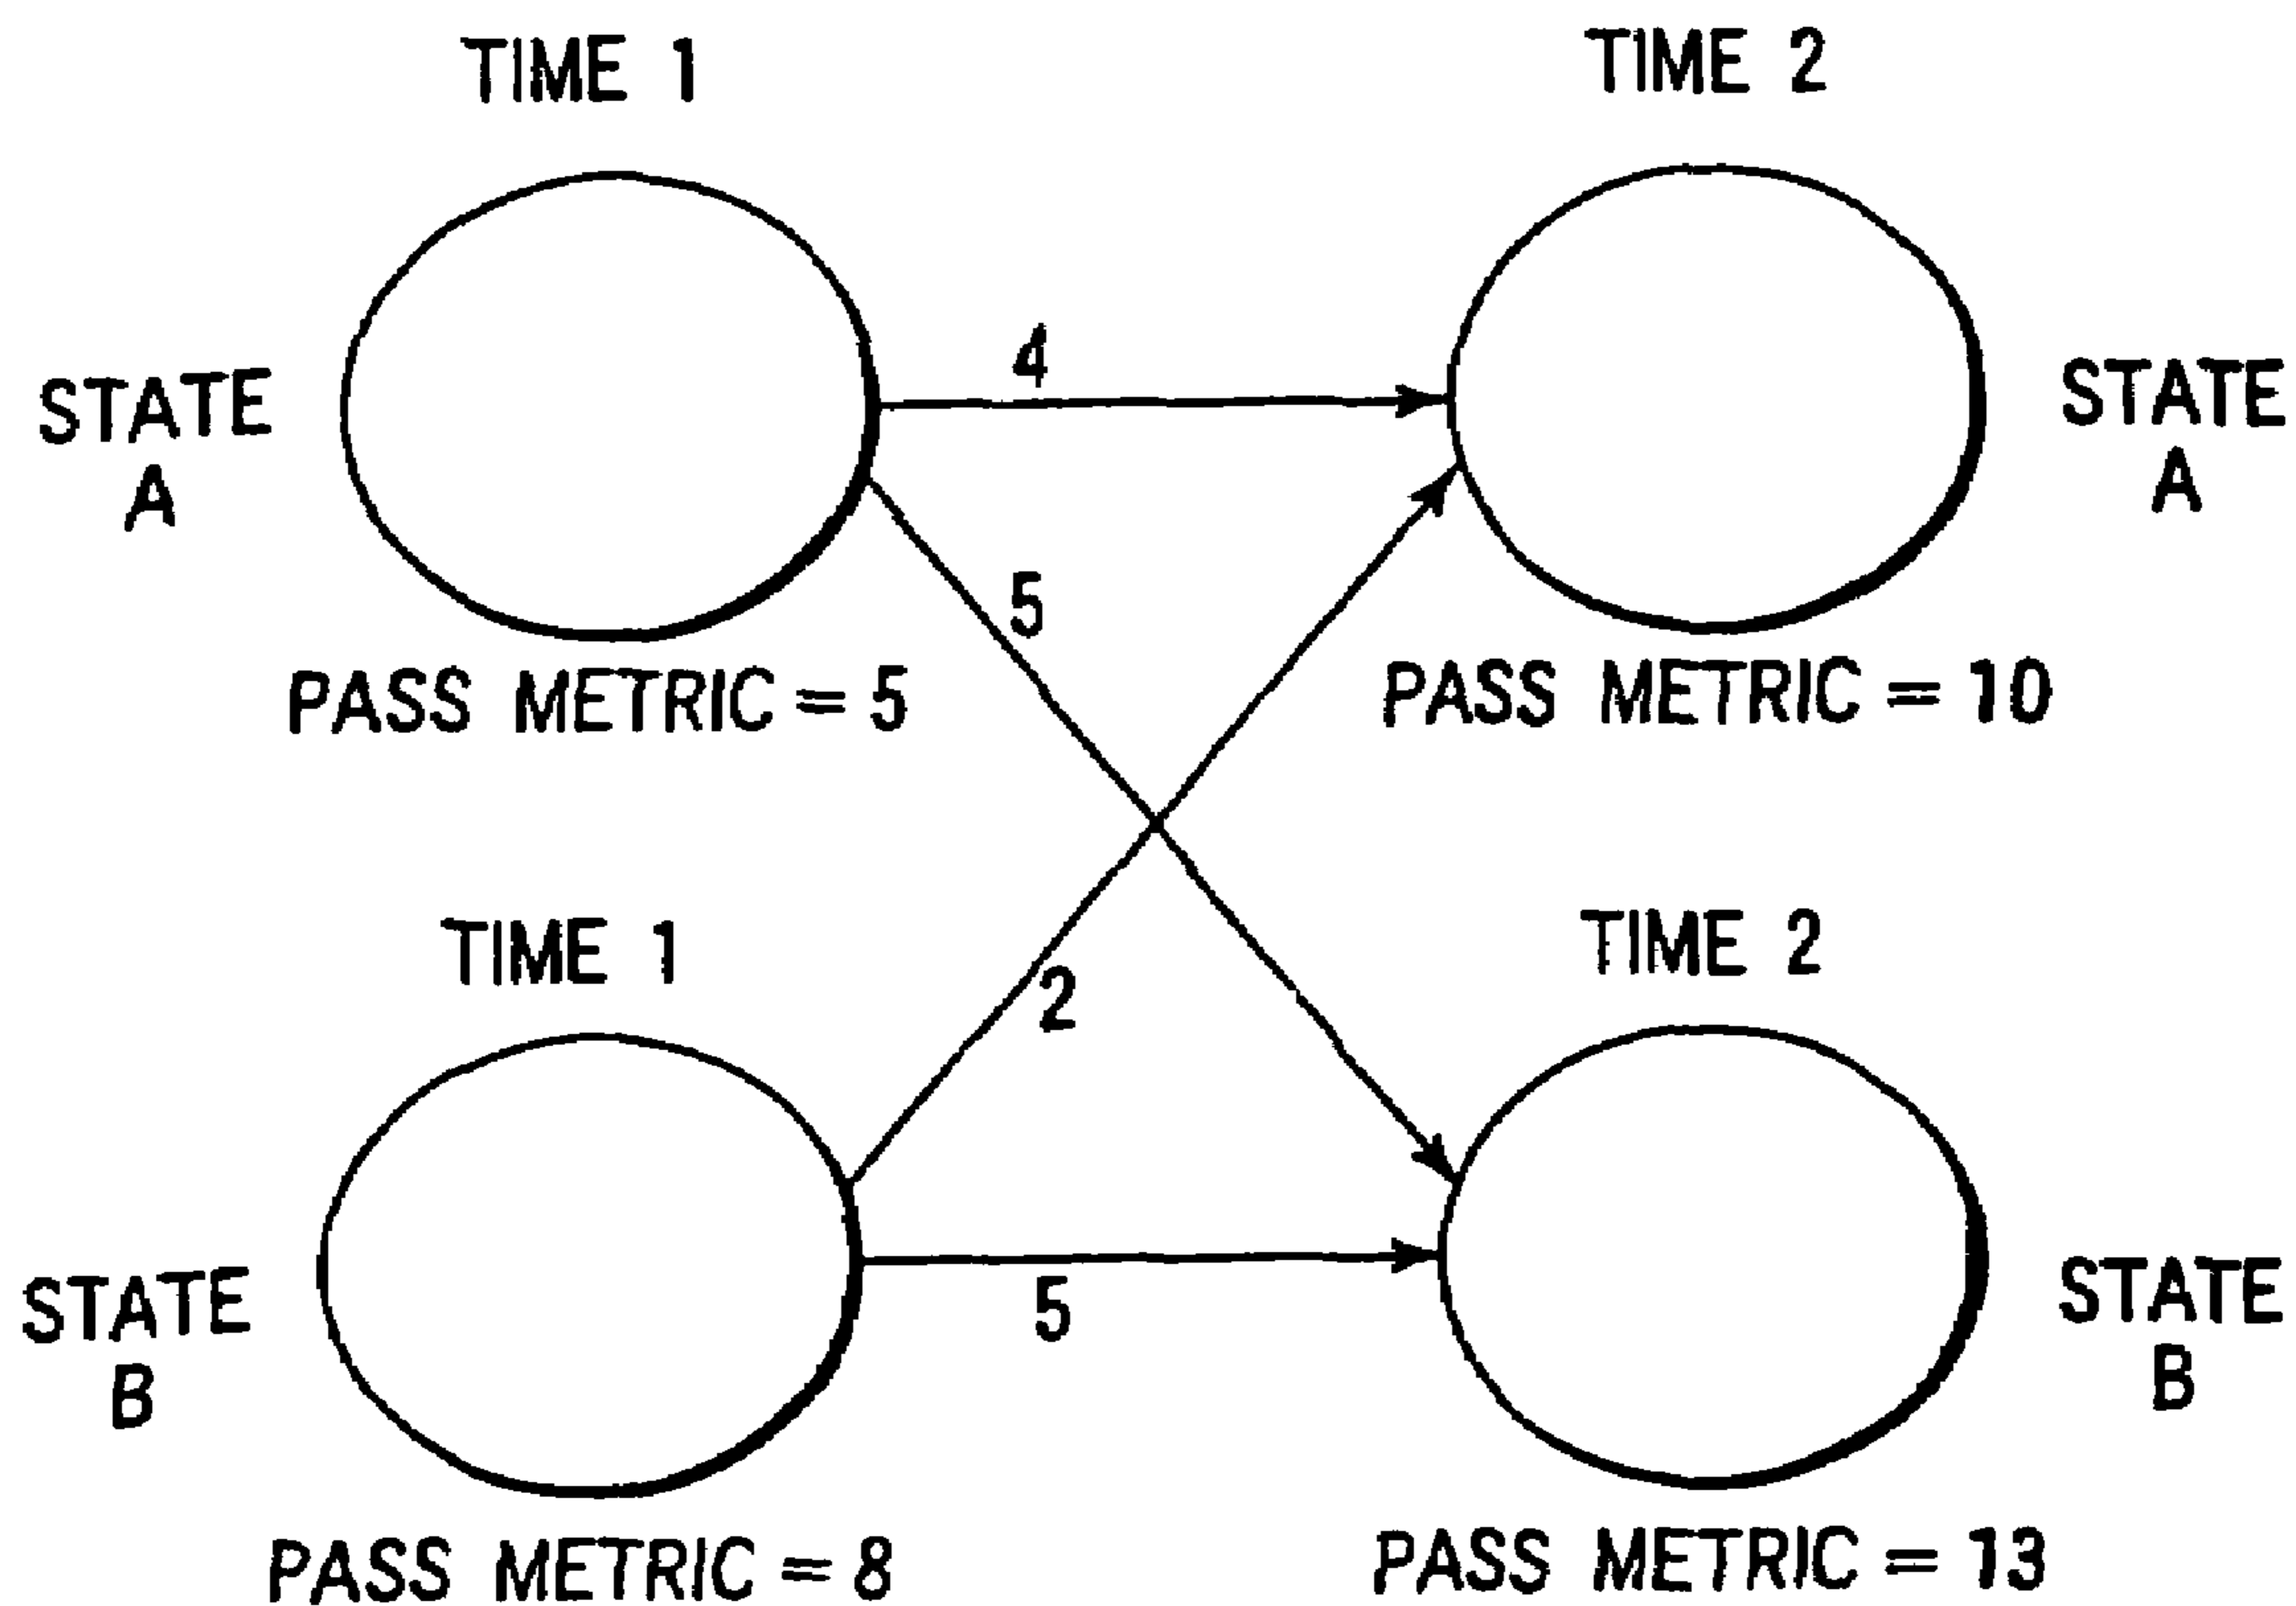 TIME 1
TIME 2
4
STATE
A
STATE
A
5
PASS METRIC = 5
PASS METRIC = 10
TIME 1
TIME 2
2
STATE
B
5
STATE
B
PASS METRIC = 8
PASS METRIC = 13